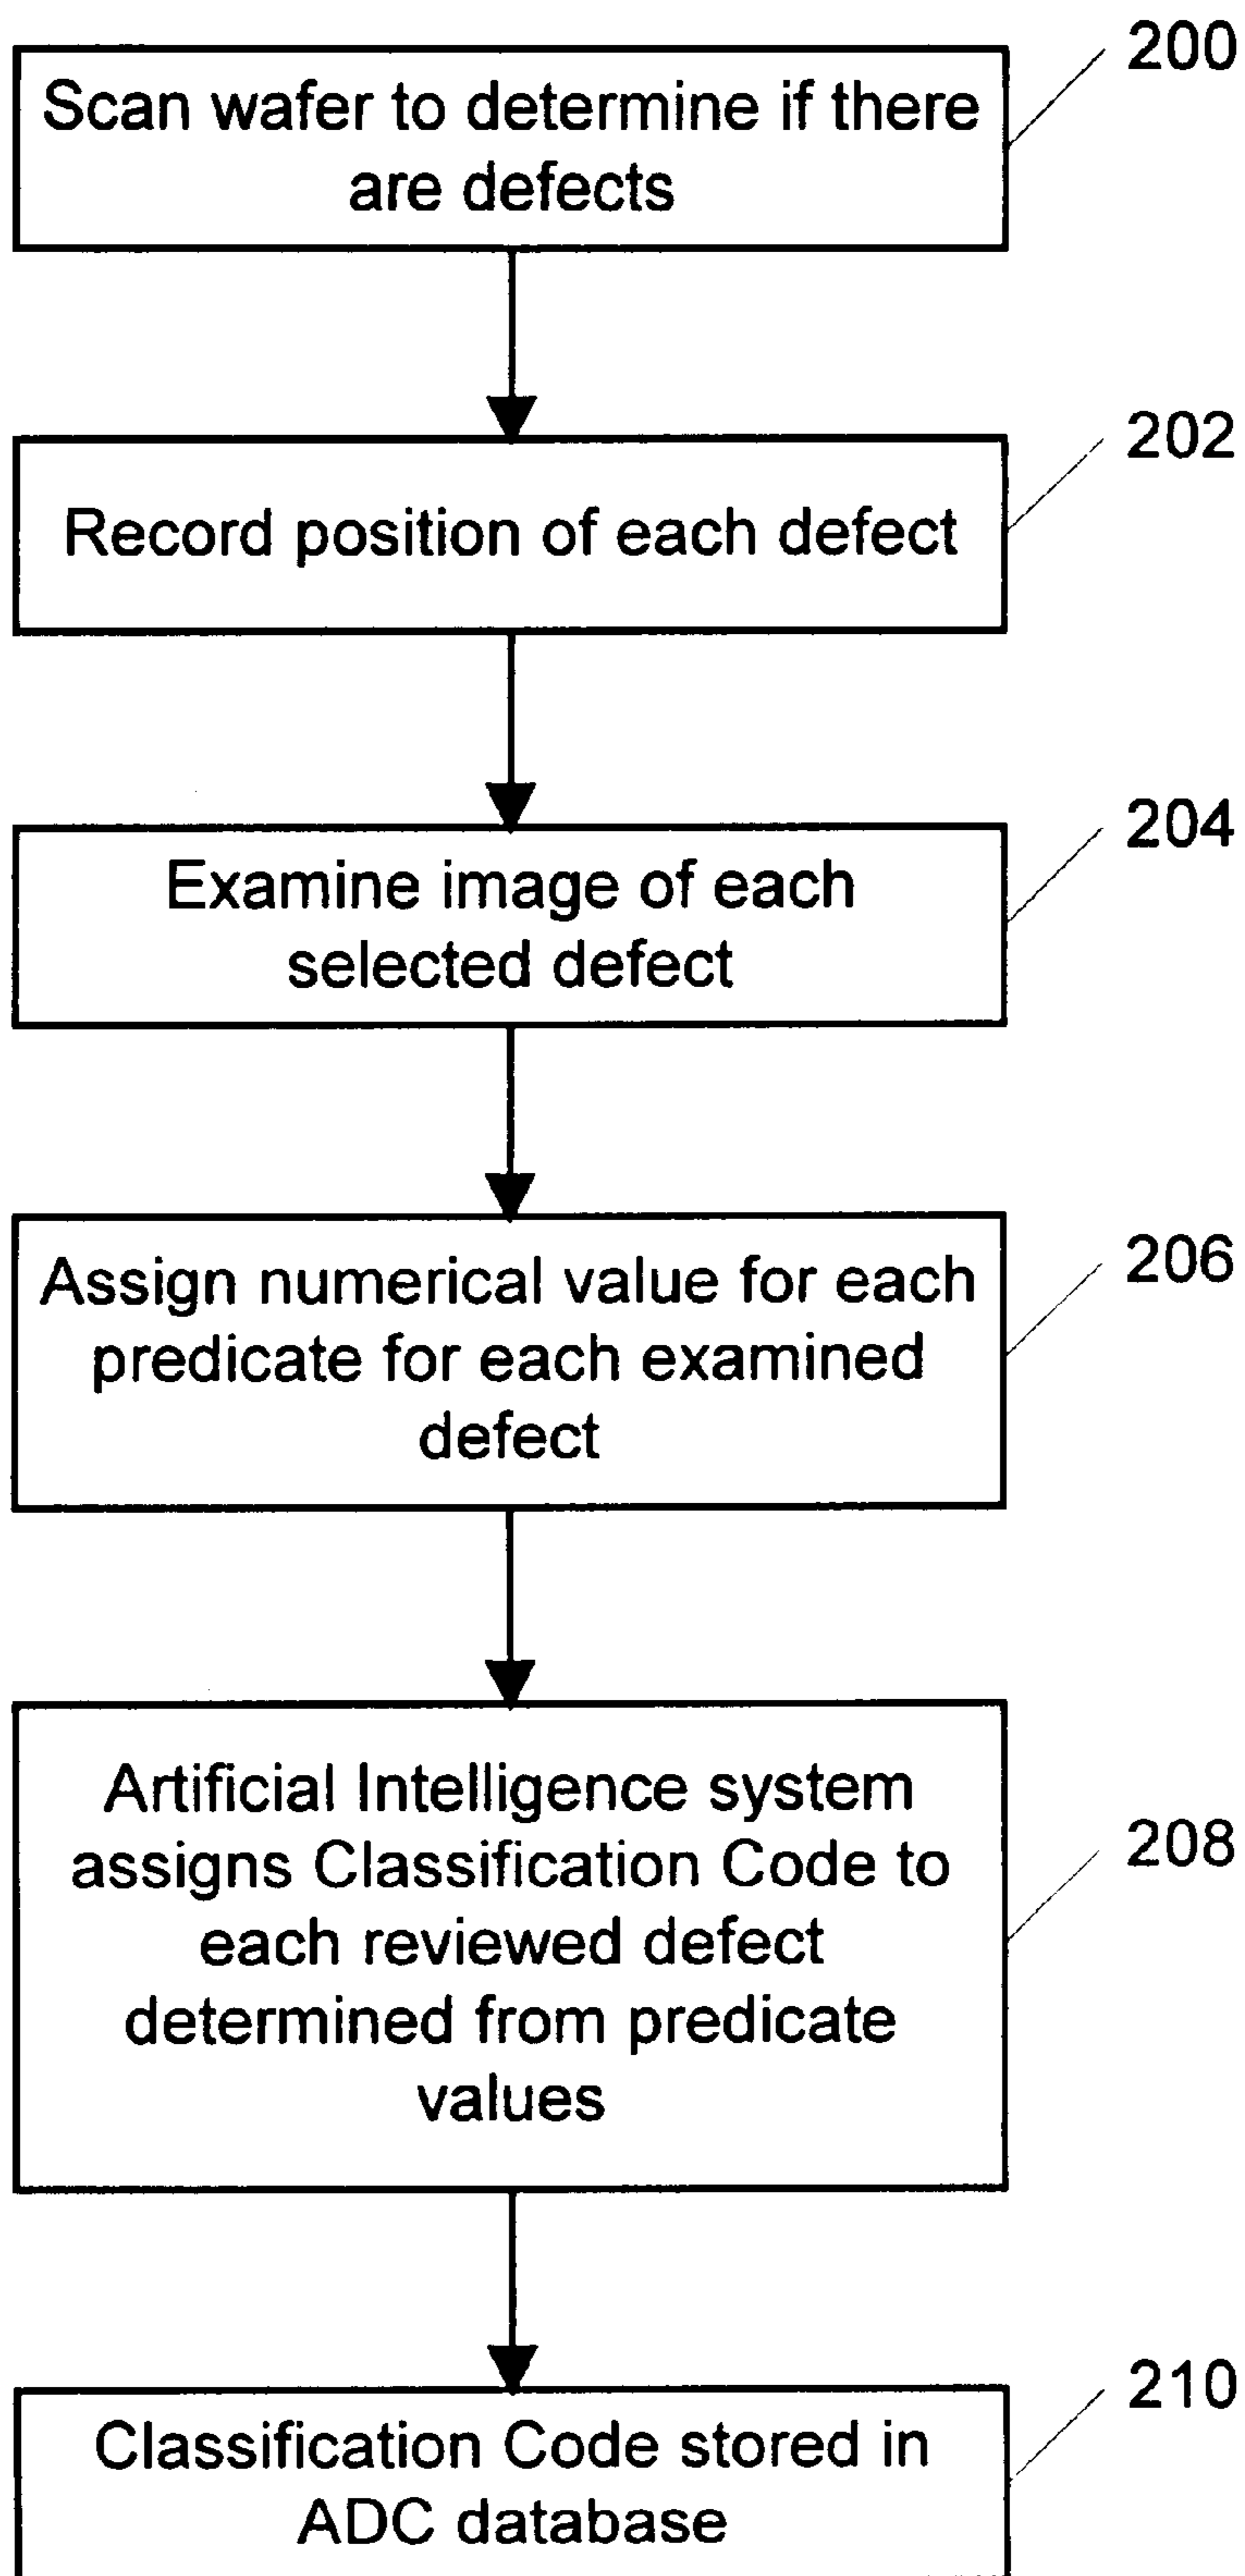 200
Scan wafer to determine if there
are defects
202
Record position of each defect
204
Examine image of each
selected defect
206
Assign numerical value for each
predicate for each examined
defect
Artificial Intelligence system
assigns Classification Code to
208
each reviewed defect
determined from predicate
values
210
Classification Code stored in
ADC database